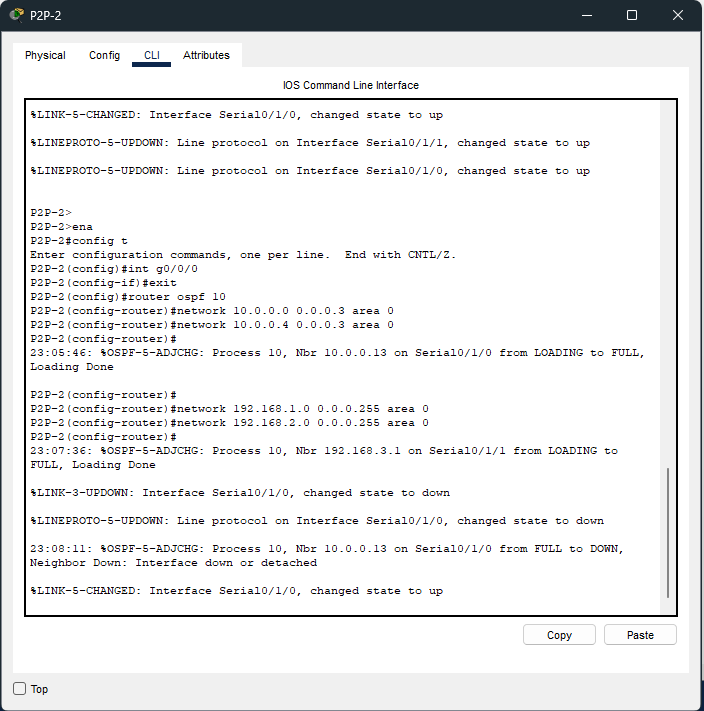 P2P-2
Physical Config CLI Attributes
IOS Command Line Interface
%LINK-5-CHANGED: Interface Serial0/1/0, changed state to up
%LINEPROTO-5-UPDOWN: Line protocol on Interface Serial0/1/1, changed state to up
%LINEPROTO-5-UPDOWN: Line protocol on Interface Serial0/1/0, changed state to up
P2P-2>
P2P-2>ena
P2P-2#config t
Enter configuration commands, one per line.  End with CNTL/Z.
P2P-2(config)#int g0/0/0
P2P-2(config-if)#exit
P2P-2(config)#router ospf 10
P2P-2(config-router)#network 10.0.0.0 0.0.0.3 area 0
P2P-2(config-router)#network 10.0.0.4 0.0.0.3 area 0
P2P-2(config-router)#
23:05:46: %OSPF-5-ADJCHG: Process 10, Nbr 10.0.0.13 on Serial0/1/0 from LOADING to FULL,
Loading Done
P2P-2(config-router)#
P2P-2(config-router)#network 192.168.1.0 0.0.0.255 area 0
P2P-2(config-router)#network 192.168.2.0 0.0.0.255 area 0
P2P-2(config-router)#
23:07:36: %OSPF-5-ADJCHG: Process 10, Nbr 192.168.3.1 on Serial0/1/1 from LOADING to
FULL, Loading Done
%LINK-3-UPDOWN: Interface Serial0/1/0, changed state to down
%LINEPROTO-5-UPDOWN: Line protocol on Interface Serial0/1/0, changed state to down
23:08:11: %OSPF-5-ADJCHG: Process 10, Nbr 10.0.0.13 on Serial0/1/0 from FULL to DOWN,
Neighbor Down: Interface down or detached
%LINK-5-CHANGED: Interface Serial0/1/0, changed state to up
Copy Paste
Top